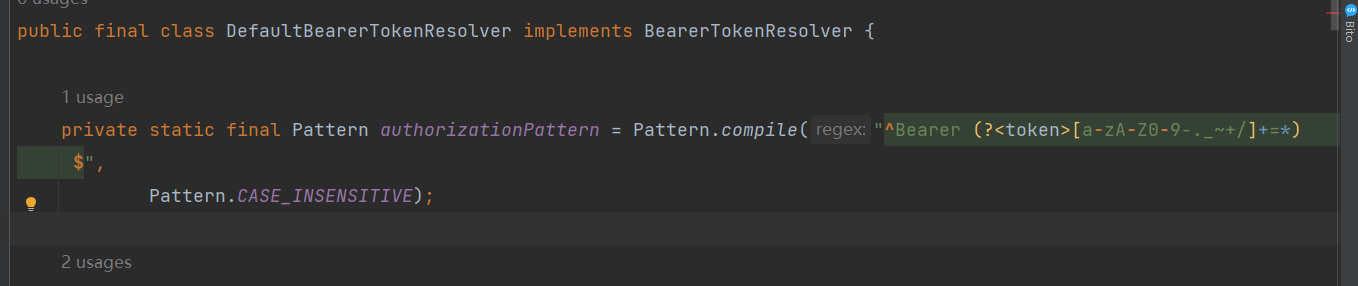 6 usages
public final class DefaultBearerTokenResolver implements BearerTokenResolver {
1 usage
private static final Pattern authorizationPattern = Pattern.compile( regex: "^Bearer (?<token>[a-zA-Z0-9-._~+/]+=*)
$",
Pattern.CASE_INSENSITIVE);
2 usages
Bito